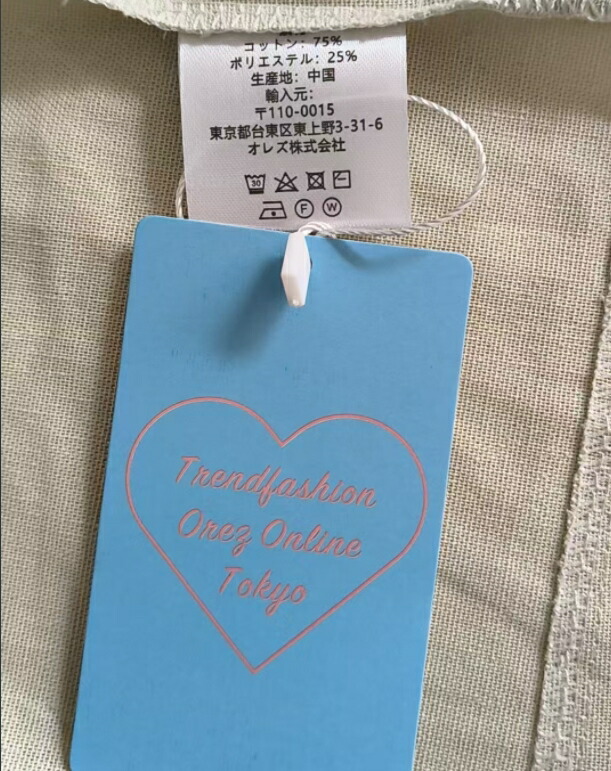 コットン: 75%
ポリエステル: 25%
生産地: 中国
輸入元:
〒110-0015
東京都台東区東上野3-31-6
オレズ株式会社
30
F W
Trendfashion
Orez Online
Tokyo